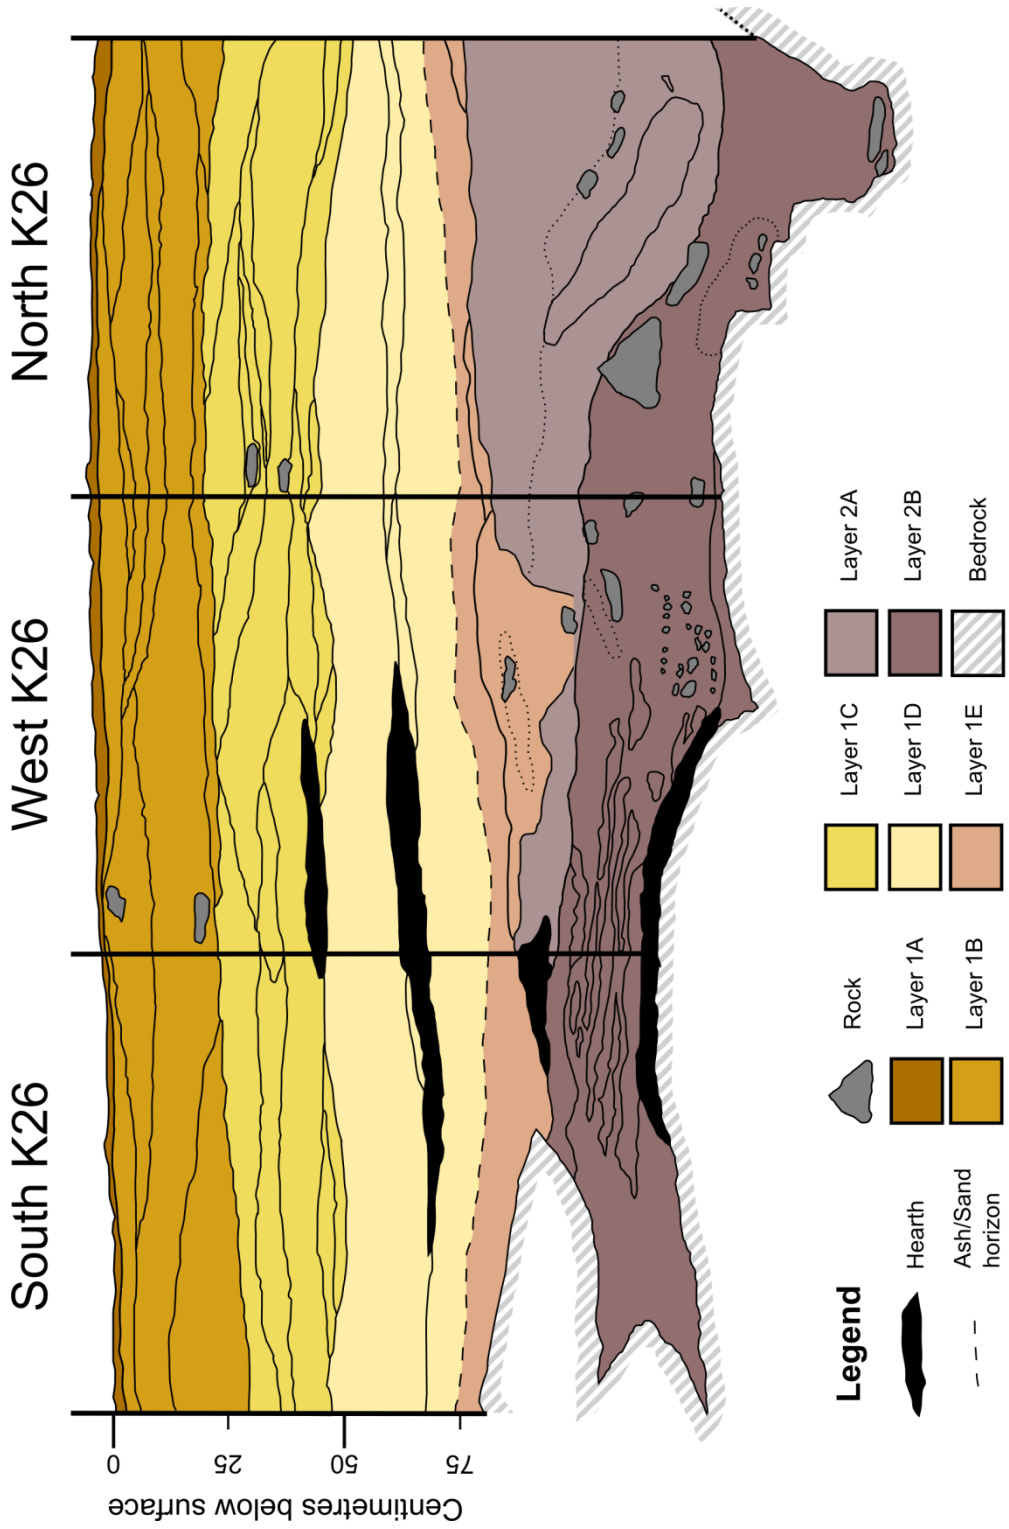 South K26
West K26
North K26
Centimetres below surface
0
25
50
75
Legend
Hearth
Ash/Sand
horizon
Rock
Layer 1A
Layer 1B
Layer 1C
Layer 1D
Layer 1E
Layer 2A
Layer 2B
Bedrock